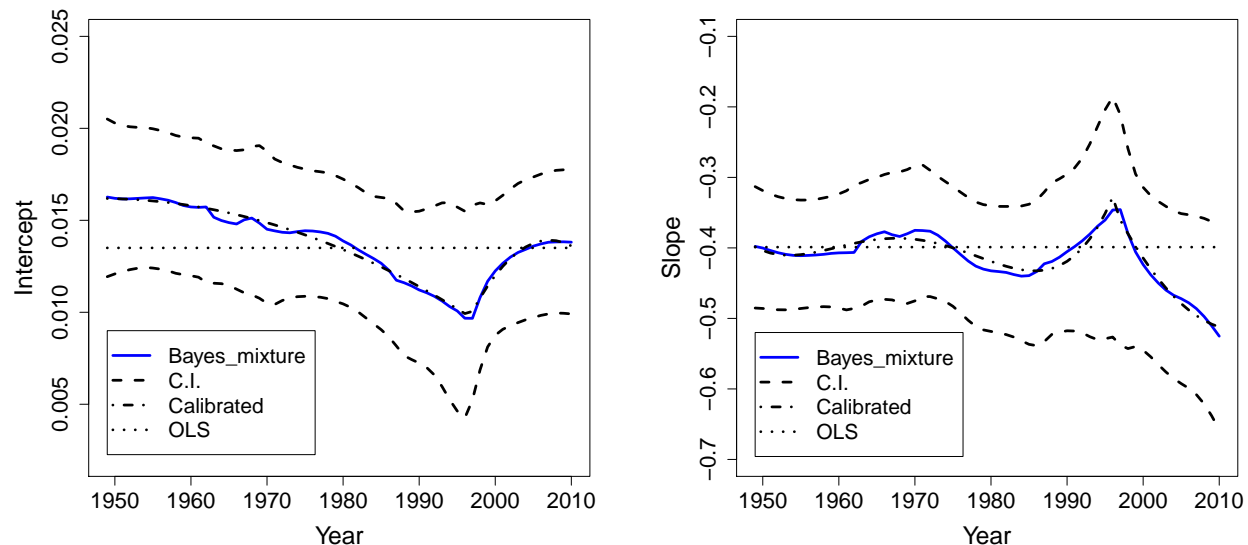 0.005 0.010 0.015 0.020 0.025
Intercept
Bayes_mixture
C.I.
Calibrated
OLS
1950 1960 1970 1980 1990 2000 2010
Year
−0.7 −0.6 −0.5 −0.4 −0.3 −0.2 −0.1
Slope
Bayes_mixture
C.I.
Calibrated
OLS
1950 1960 1970 1980 1990 2000 2010
Year